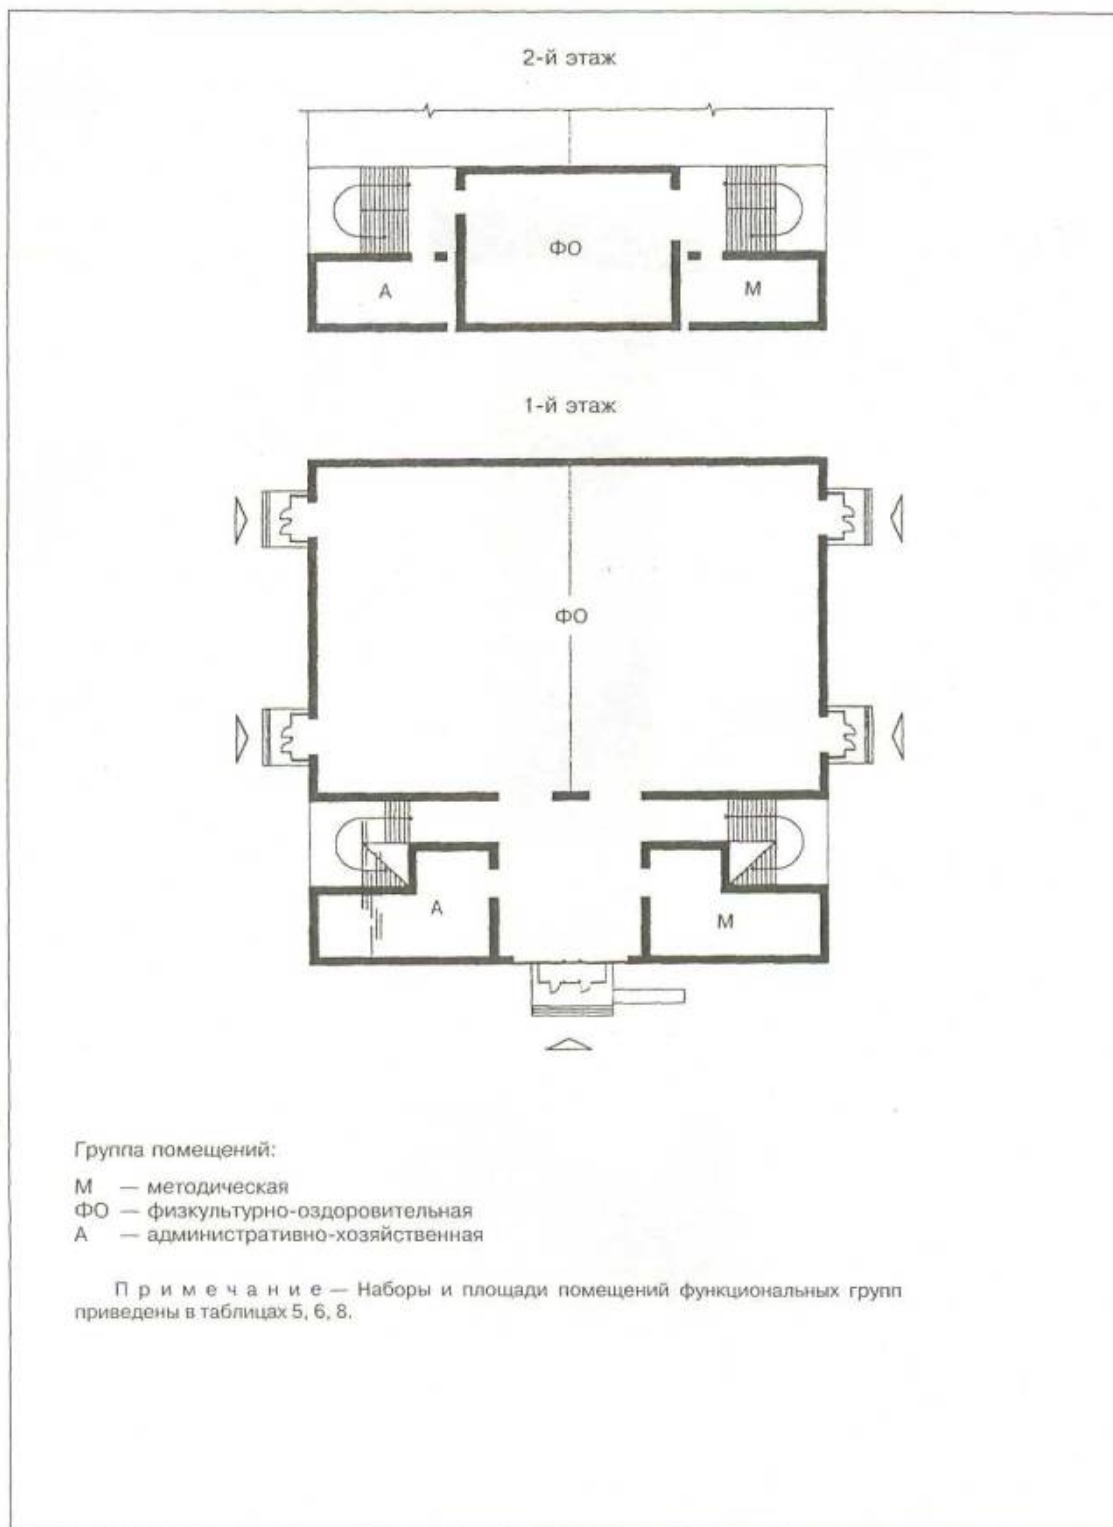 2-й этаж
ФО
А
М
1-й этаж
ФО
А
М
Группа помещений:
М — методическая
ФО — физкультурно-оздоровительная
А — административно-хозяйственная
П р и м е ч а н и е — Наборы и площади помещений функциональных групп
приведены в таблицах 5, 6, 8.